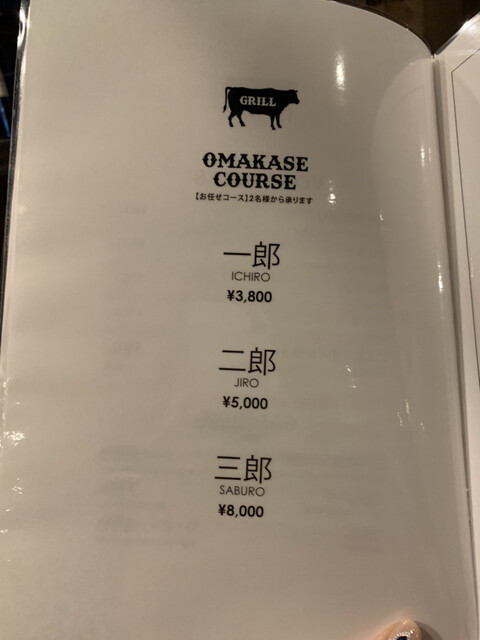 GRILL
OMAKASE
COURSE
【お任せコース】2名様から承ります
一郎
ICHIRO
¥3,800
二郎
JIRO
¥5,000
三郎
SABURO
¥8,000